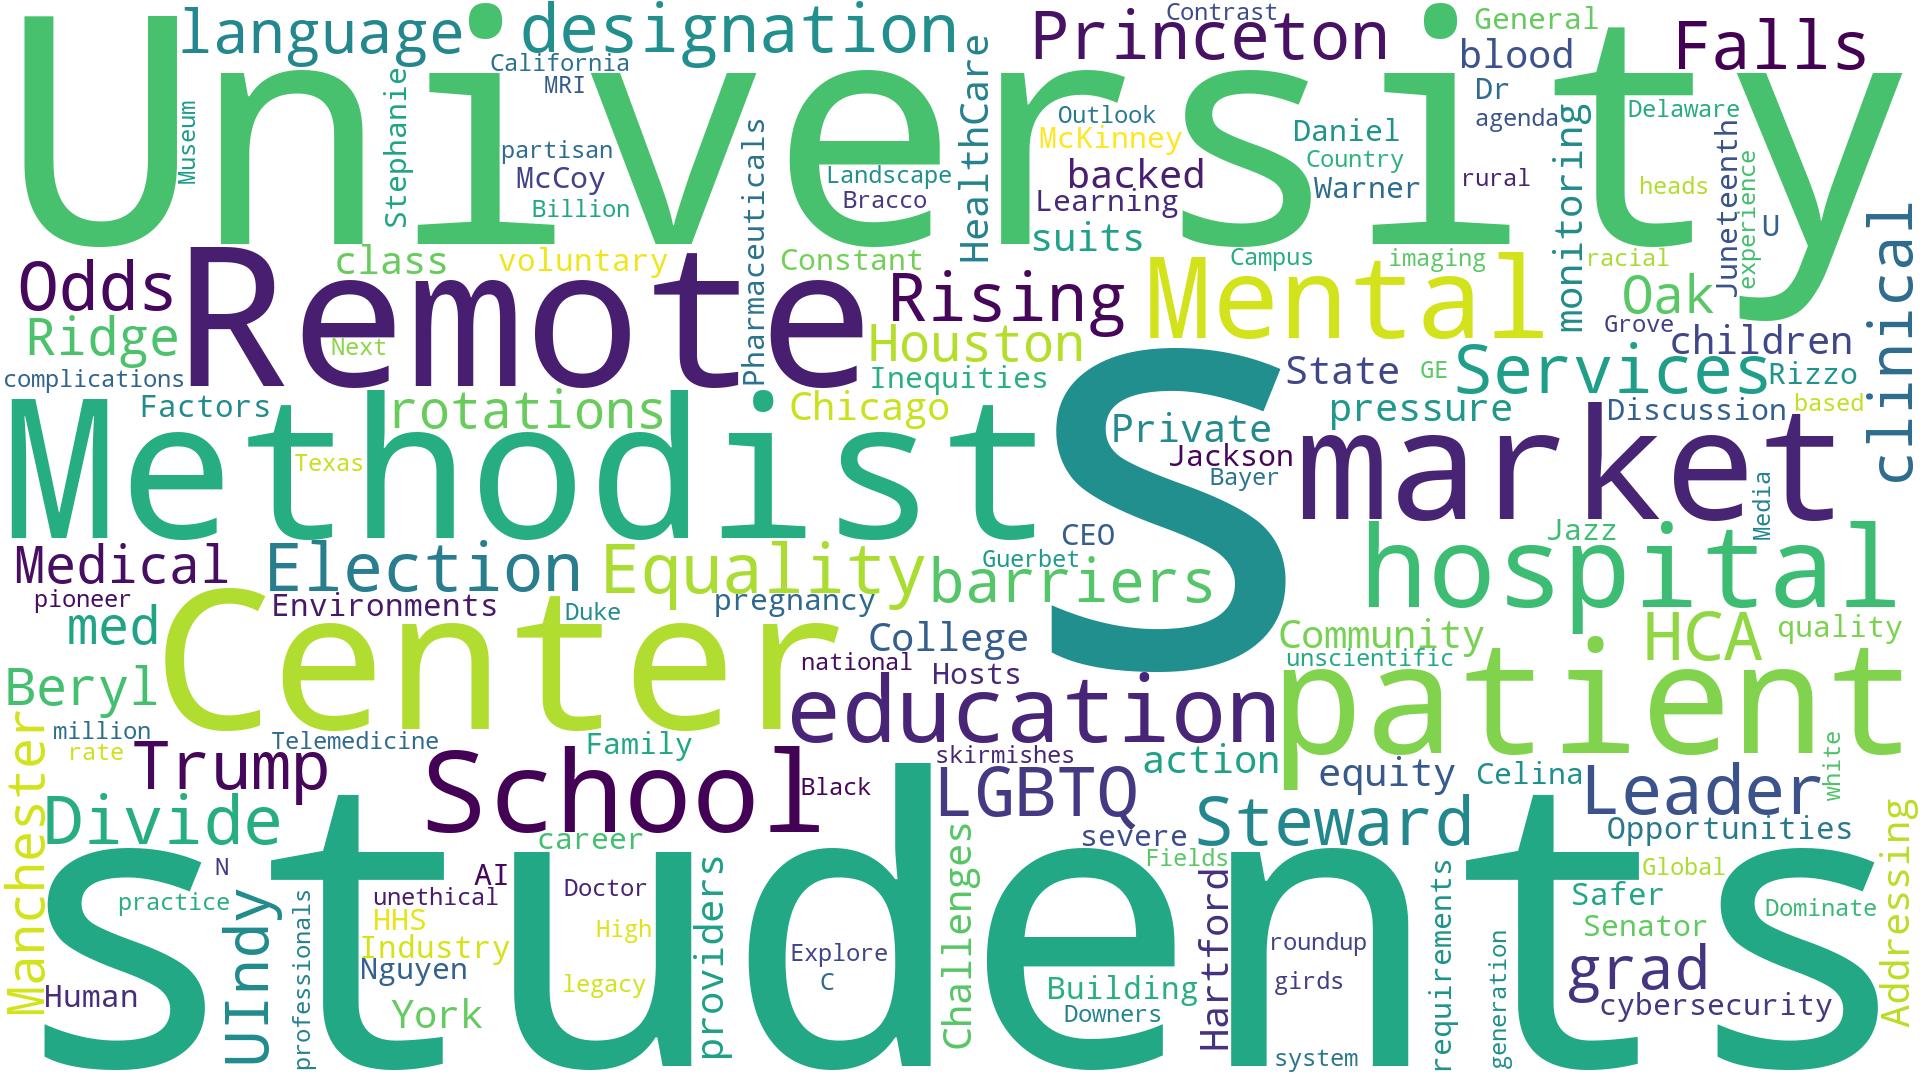 University
language
designation
Princeton
Contrast
General
Falls
California
MRI
Stephanie
Museum
HealthCare
blood
Dr
agenda
Delaware
Outlook
McKinney
Daniel
Country
Warner
monitoring
Juneteenth
experience
U
partisan
McCoy
Billion
Pharmaceuticals
Landscape
Bracco
backed
Learning
suits
rural
heads
clinical
Odds
Remote
class
voluntary
Constant
Rising
Mental
Campus
imaging
racial
Oak
Grove
children
Ridge
Next
Houston
Inequities
State
GE
Services
Rizzo
complications
Factors
rotations
Chicago
S
Private
Jackson
Bayer
pressure
Discussion
based
Methodist
Texas
market
Media
Medical
Election
Equality
CEO
Guerbet
barriers
hospital
Jazz
pioneer
Environments
Duke
pregnancy
med
Center
College
national
Hosts
Community
unscientific
HCA
quality
Beryl
education
patient
million
rate
Manchester
Telemedicine
Family
skirmishes
action
equity
Celina
white
Trump
School
Black
LGBTQ
Leader
Divide
career
severe
Steward
Opportunities
Addressing
students
N
AI
Doctor
Fields
Global
practice
UIndy
professionals
unethical
HHS
Industry
Nguyen
High
providers
Explore
C
Challenges
Hartford
roundup
girds
requirements
generation
Safer
Senator
Dominate
grad
cybersecurity
Human
York
legacy
Building
Downers
system